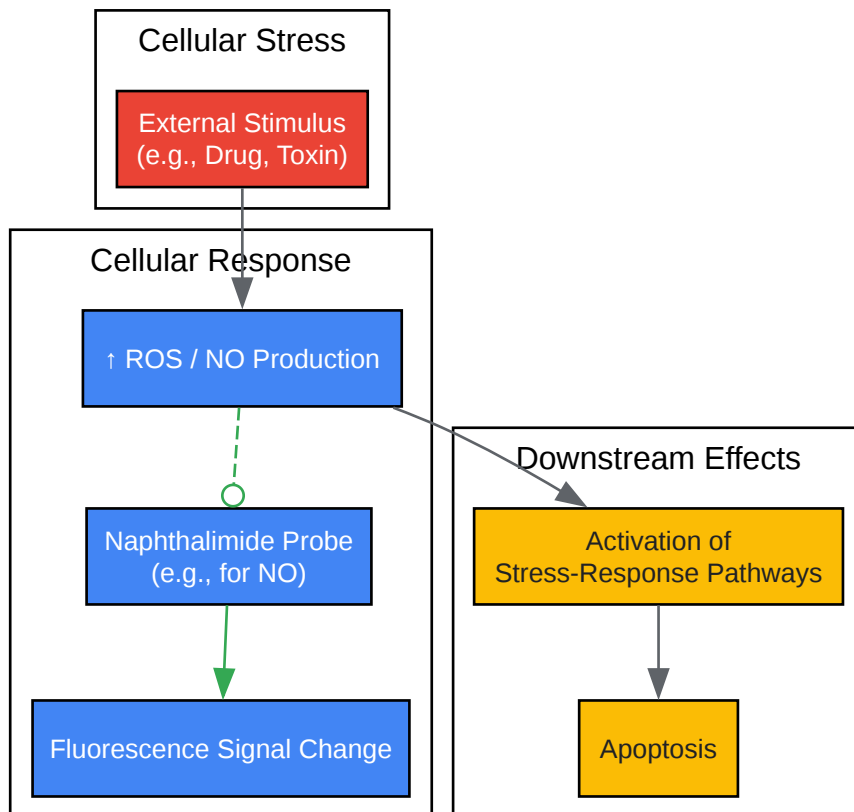 Cellular Stress
External Stimulus
(e.g., Drug, Toxin)
Cellular Response
↑ ROS / NO Production
Naphthalimide Probe
(e.g., for NO)
Fluorescence Signal Change
Downstream Effects
Activation of
Stress-Response Pathways
Apoptosis